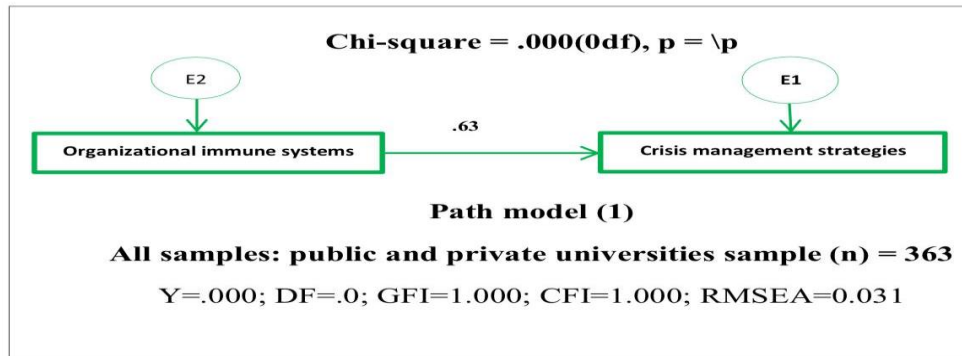 Chi-square = .000(0df), p = \p
E2
E1
.63
Organizational immune systems
Crisis management strategies
Path model (1)
All samples: public and private universities sample (n) = 363
Y=.000; DF=.0; GFI=1.000; CFI=1.000; RMSEA=0.031